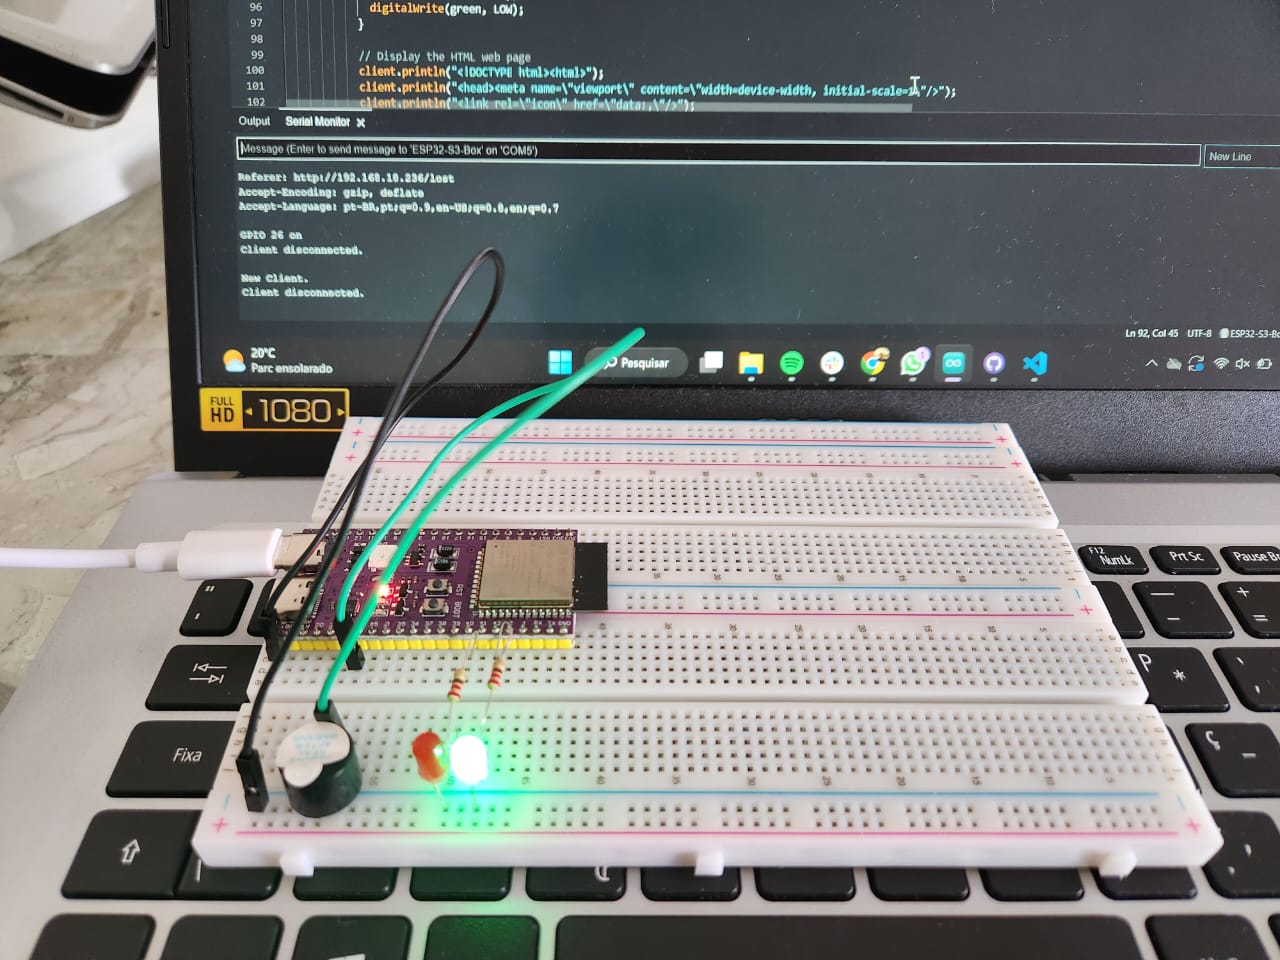 96 digitalWrite(green, LOW);
97 }
98
99 // Display the HTML web page
100 client.println("<!DOCTYPE html><html>");
101 client.println("<head><meta name=\"viewport\" content=\"width=device-width, initial-scale=1\"/>");
102 client.println("<link rel=\"icon\" href=\"data:,\"/>");
Output Serial Monitor
Message (Enter to send message to 'ESP32-S3-Box' on 'COM5')
New Line
Referer: http://192.168.10.236/lost
Accept-Encoding: gzip, deflate
Accept-Language: pt-BR,pt;q=0.9,en-US;q=0.8,en;q=0.7
GPIO 26 on
Client disconnected.
New Client.
Client disconnected.
Ln 92, Col 45 UTF-8 ESP32-S3-Bo
20°C
Parc ensolarado
Pesquisar
FULL HD 1080
RST
BOOT
F12
NumLk
Prt Sc
Pause
Fixa
P
*
Ç